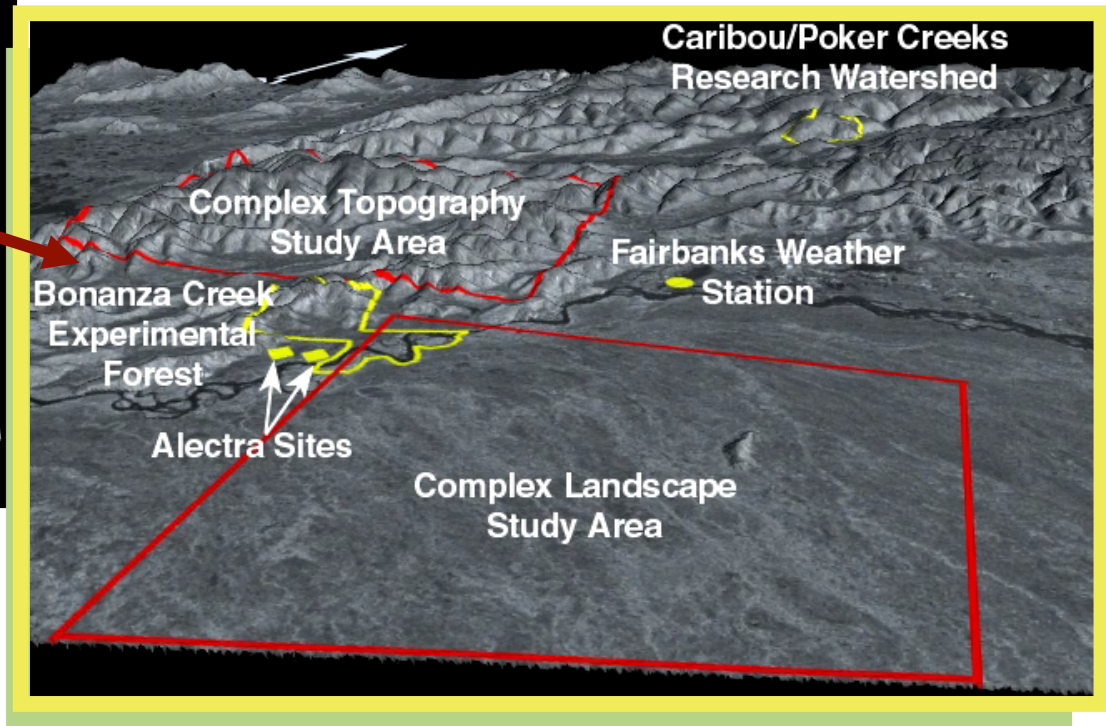 Caribou/Poker Creeks
Research Watershed
Complex Topography
Study Area
Fairbanks Weather
Station
Bonanza Creek
Experimental
Forest
Alectra Sites
Complex Landscape
Study Area